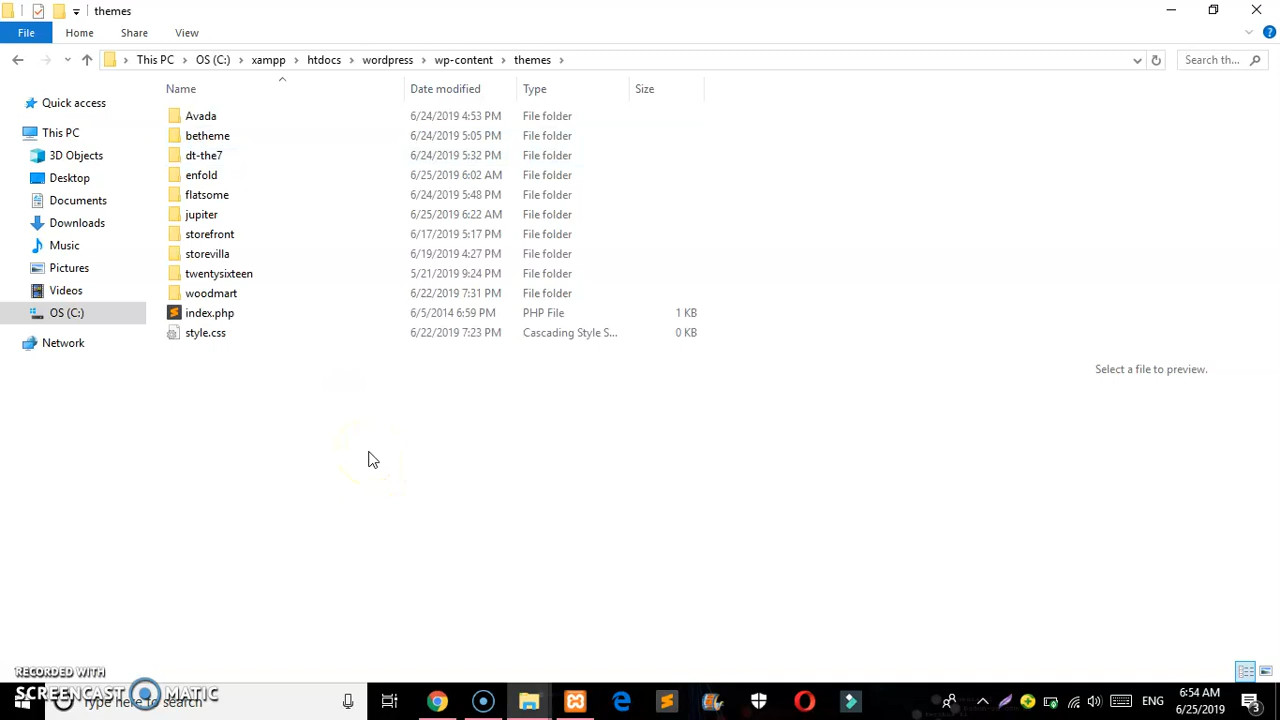 themes
File Home Share View
This PC OS (C:) xampp htdocs wordpress wp-content themes Search th...
Name Date modified Type Size
Quick access
This PC
3D Objects
Desktop
Documents
Downloads
Music
Pictures
Videos
OS (C:)
Network
Avada 6/24/2019 4:53 PM File folder
betheme 6/24/2019 5:05 PM File folder
dt-the7 6/24/2019 5:32 PM File folder
enfold 6/25/2019 6:02 AM File folder
flatsome 6/24/2019 5:48 PM File folder
jupiter 6/25/2019 6:22 AM File folder
storefront 6/17/2019 5:17 PM File folder
storevilla 6/19/2019 4:27 PM File folder
twentysixteen 5/21/2019 9:24 PM File folder
woodmart 6/22/2019 7:31 PM File folder
index.php 6/5/2014 6:59 PM PHP File 1 KB
style.css 6/22/2019 7:23 PM Cascading Style S... 0 KB
Select a file to preview.
RECORDED WITH
SCREENCAST MATIC
Type here to search
ENG
6:54 AM
6/25/2019
3